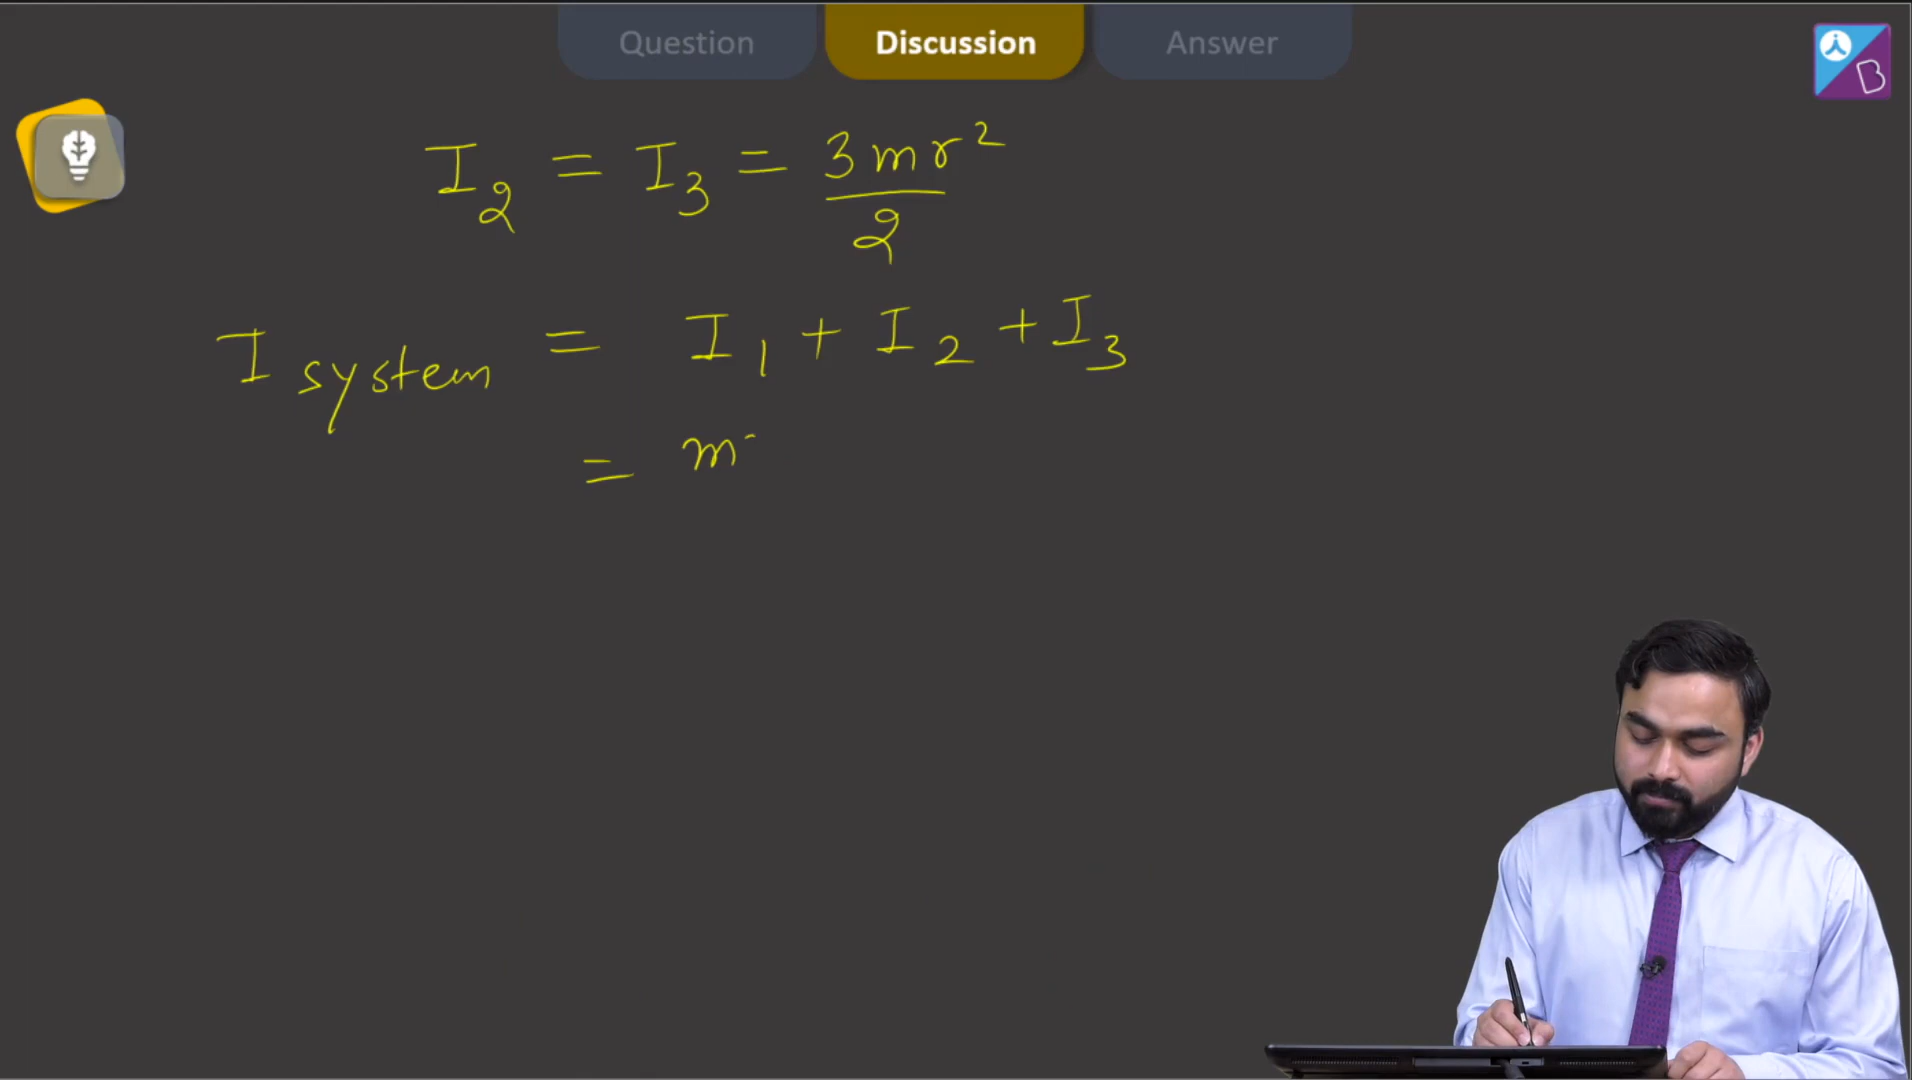 Question Discussion Answer
B
I₂ = I₃ = 3mr²/2
I system = I₁ + I₂ + I₃
= m